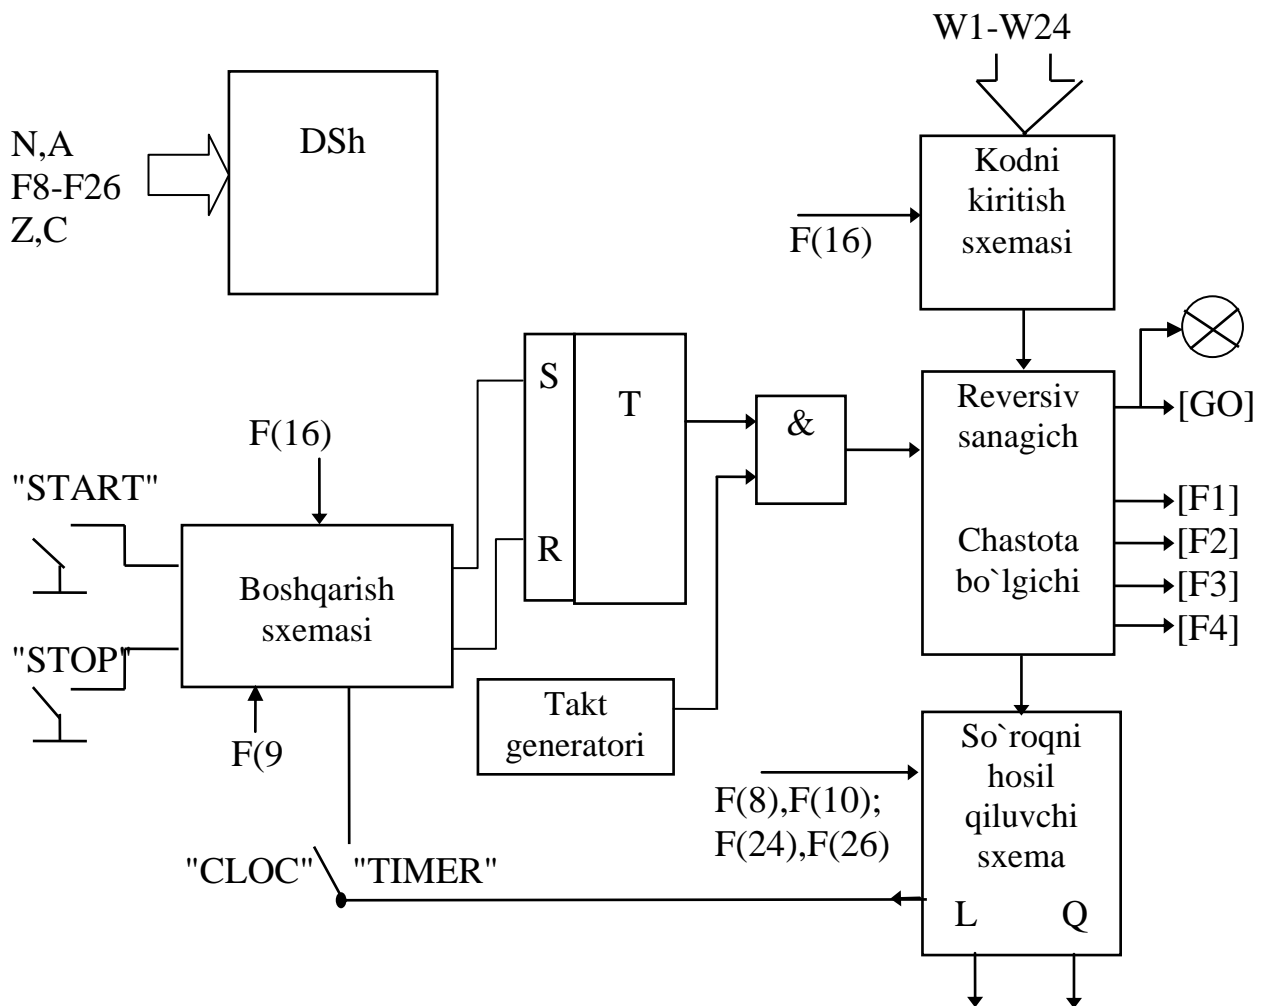 W1-W24
DSh
N,A
F8-F26
Z,C
Kodni
kiritish
sxemasi
F(16)
S
T
R
&
Reversiv
sanagich
Chastota
bo`lgichi
[GO]
[F1]
[F2]
[F3]
[F4]
F(16)
"START"
"STOP"
Boshqarish
sxemasi
F(9
Takt
generatori
So`roqni
hosil
qiluvchi
sxema
L Q
F(8),F(10);
F(24),F(26)
"CLOC" "TIMER"